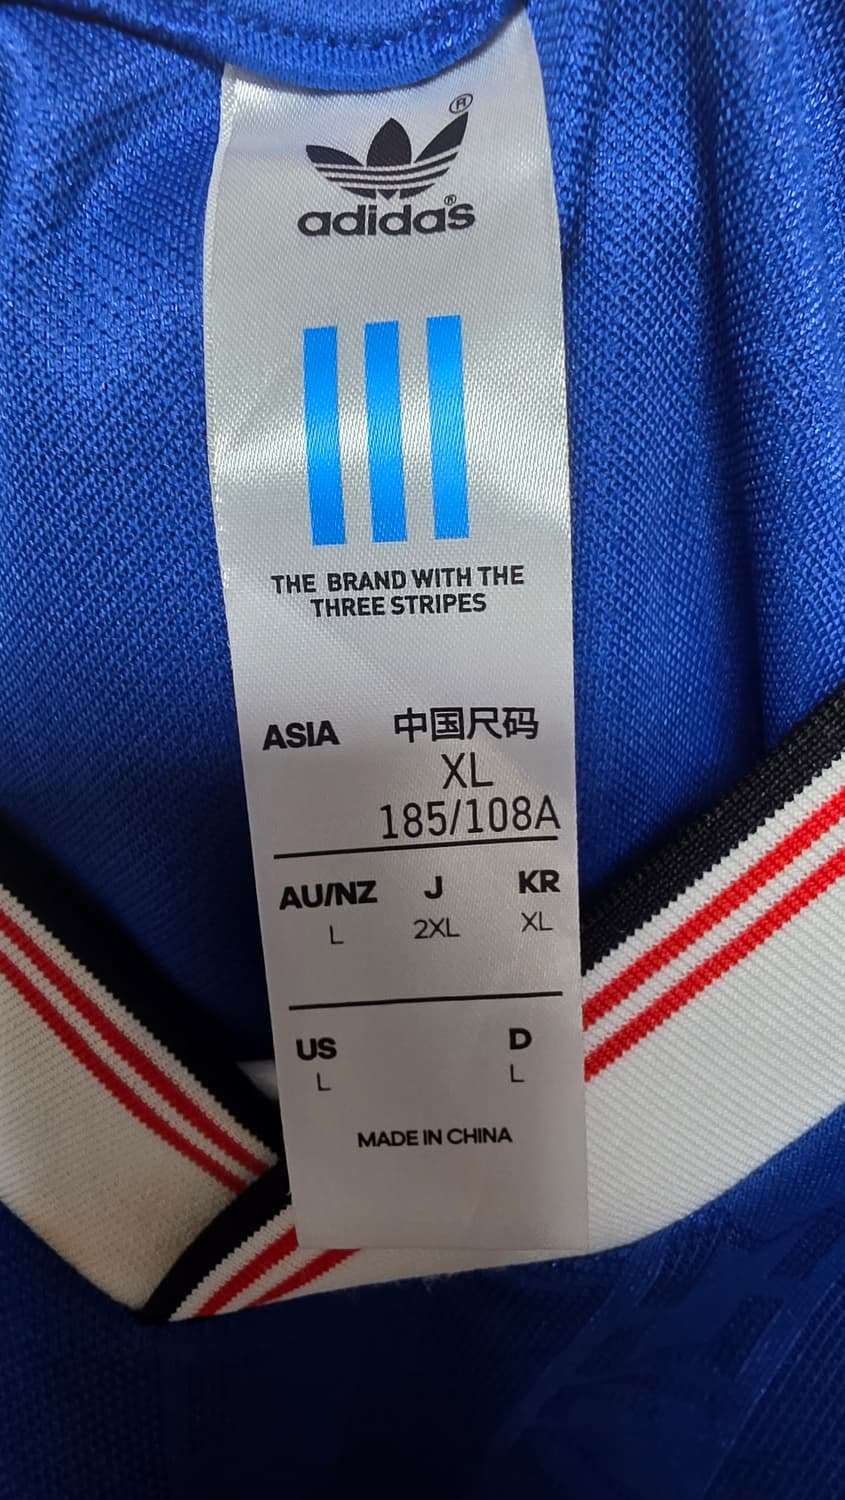 ®
adidas®
THE BRAND WITH THE
THREE STRIPES
ASIA 中国尺码
XL
185/108A
AU/NZ J KR
L 2XL XL
US D
L L
MADE IN CHINA